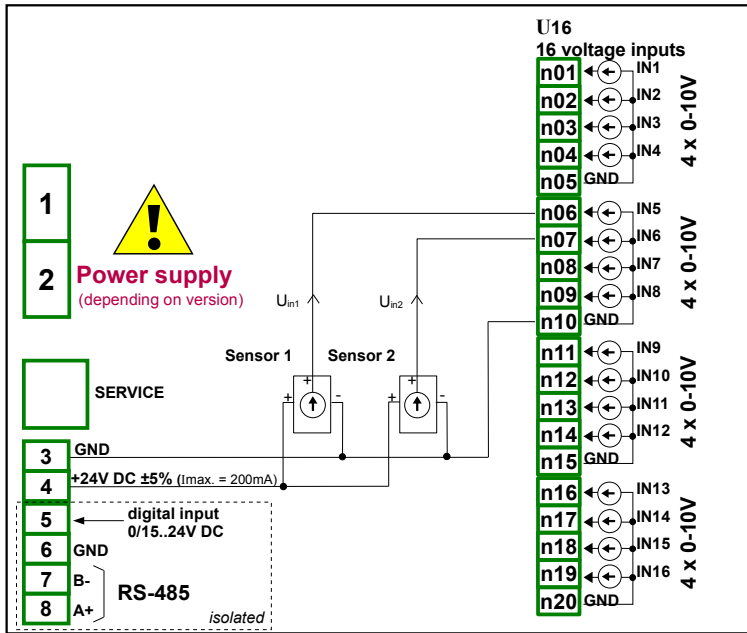 U16
16 voltage inputs
n01 IN1
n02 IN2
n03 IN3
n04 IN4
n05 GND
4 x 0-10V
n06 IN5
n07 IN6
n08 IN7
n09 IN8
n10 GND
4 x 0-10V
n11 IN9
n12 IN10
n13 IN11
n14 IN12
n15 GND
4 x 0-10V
n16 IN13
n17 IN14
n18 IN15
n19 IN16
n20 GND
4 x 0-10V
1
2
!
Power supply
(depending on version)
Uin1
Uin2
Sensor 1
Sensor 2
+
+ -
+
+ -
SERVICE
3 GND
4 +24V DC ±5% (Imax. = 200mA)
5 digital input
0/15..24V DC
6 GND
7 B-
8 A+
RS-485
isolated